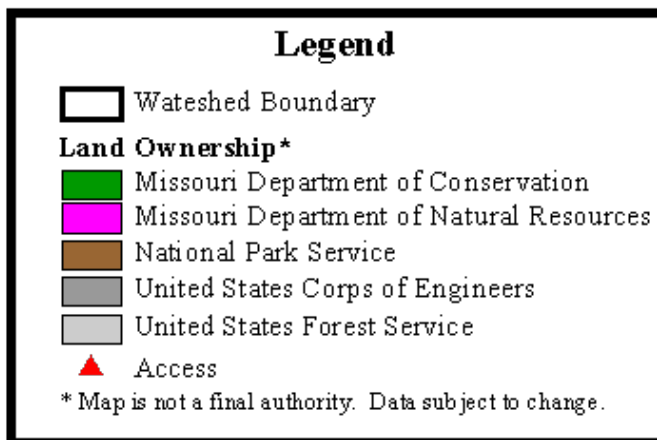 Legend
Wateshed Boundary
Land Ownership*
Missouri Department of Conservation
Missouri Department of Natural Resources
National Park Service
United States Corps of Engineers
United States Forest Service
Access
* Map is not a final authority. Data subject to change.